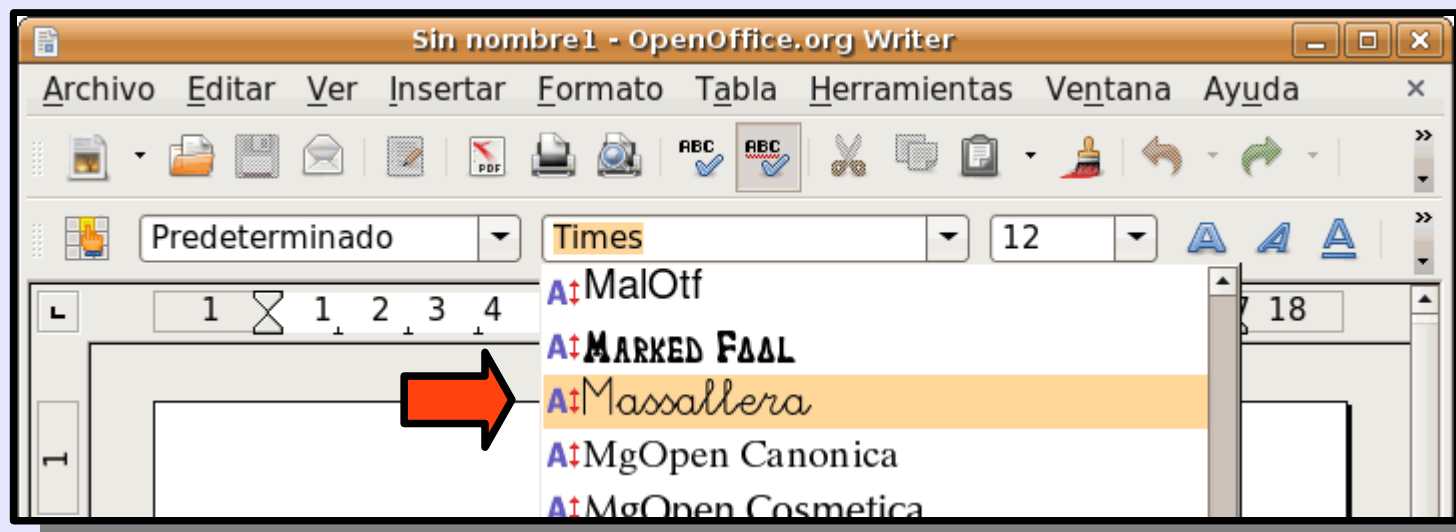 Sin nombre1 - OpenOffice.org Writer
Archivo Editar Ver Insertar Formato Tabla Herramientas Ventana Ayuda
PDF ABC ABC
Predeterminado Times 12 A A A
1 1 2 3 4 18
MalOtf
Marked Fool
Massallera
MgOpen Canonica
MgOpen Cosmetica
1